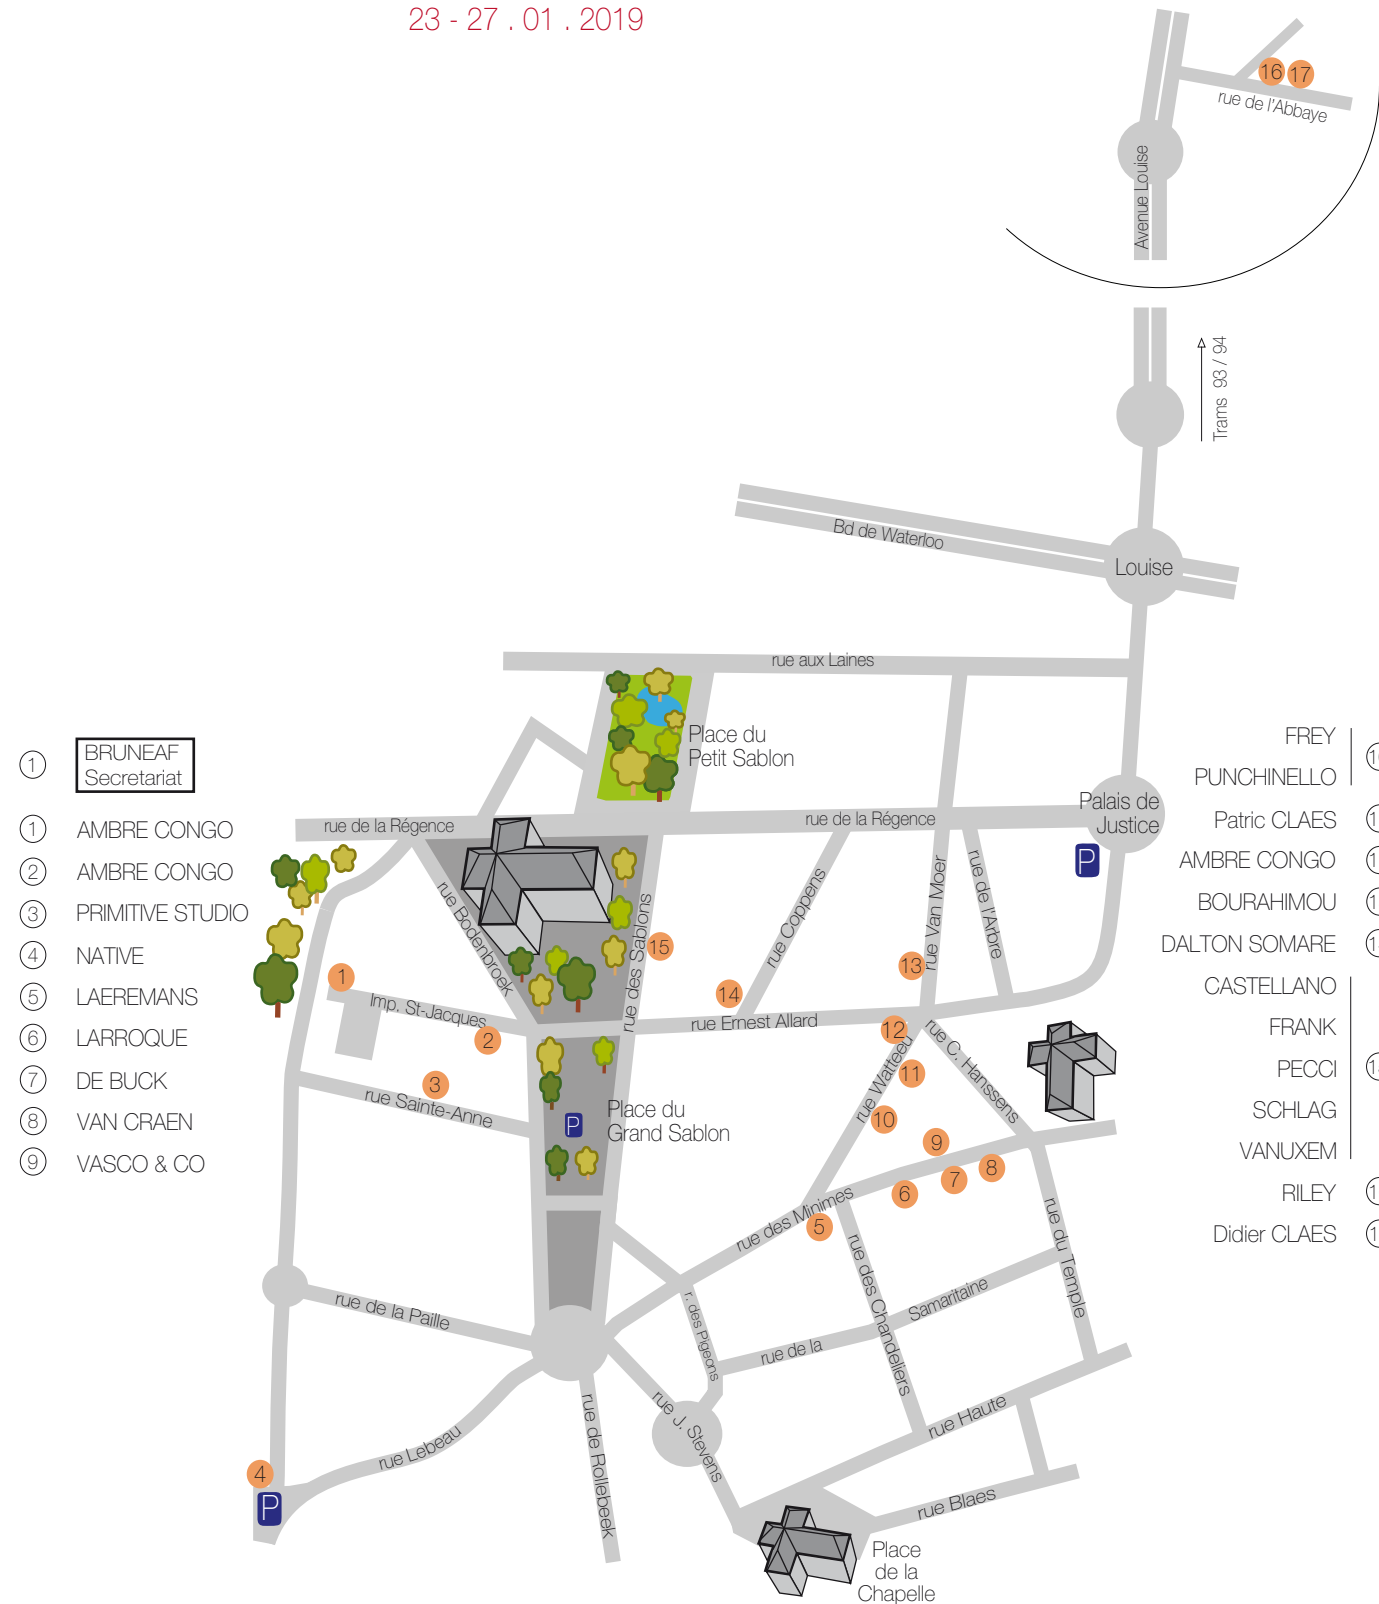 23 - 27 . 01 . 2019
16
17
rue de l'Abbaye
Avenue Louise
Trams 93 / 94
Bd de Waterloo
Louise
rue aux Laines
Place du
Petit Sablon
rue de la Régence
rue de la Régence
Palais de
Justice
P
rue Bodenbroek
rue des Sablons
rue Coppens
rue Van Moer
rue de l'Arbre
15
13
14
1
Imp. St-Jacques
2
rue Ernest Allard
12
rue Watteeu
rue C. Hanssens
11
10
3
rue Sainte-Anne
P
Place du
Grand Sablon
9
8
7
6
5
rue des Minimes
rue des Chandeliers
rue du Temple
rue de la
Samaritaine
r. des Pigeons
rue de la Paille
rue J. Stevens
rue de Rollebeek
rue Lebeau
rue Haute
rue Blaes
4
P
Place
de la
Chapelle
1 BRUNEAF
Secretariat
1 AMBRE CONGO
2 AMBRE CONGO
3 PRIMITIVE STUDIO
4 NATIVE
5 LAEREMANS
6 LARROQUE
7 DE BUCK
8 VAN CRAEN
9 VASCO & CO
FREY
PUNCHINELLO
Patric CLAES
AMBRE CONGO
BOURAHIMOU
DALTON SOMARE
CASTELLANO
FRANK
PECCI
SCHLAG
VANUXEM
RILEY
Didier CLAES